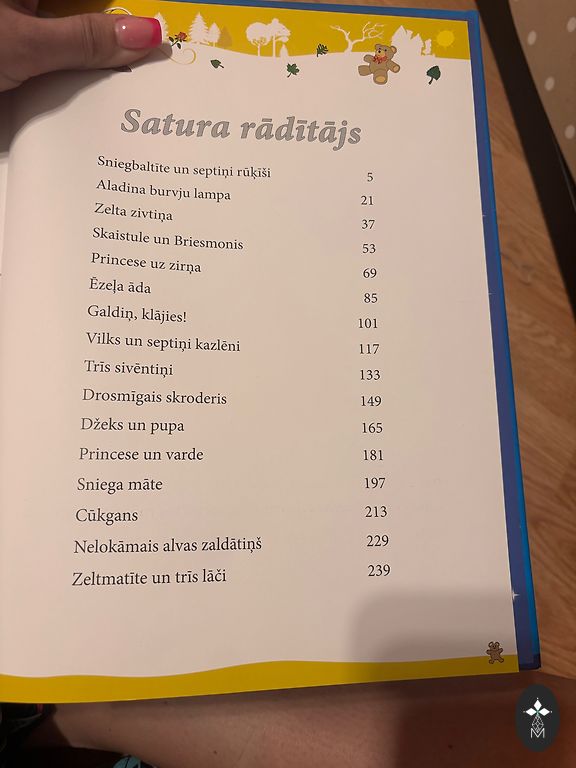 Satura rādītājs
Sniegbaltīte un septiņi rūķīši 5
Aladina burvju lampa 21
Zelta zivtiņa 37
Skaistule un Briesmonis 53
Princese uz zirņa 69
Ēzeļa āda 85
Galdiņ, klājies! 101
Vilks un septiņi kazlēni 117
Trīs sivēntiņi 133
Drosmīgais skroderis 149
Džeks un pupa 165
Princese un varde 181
Sniega māte 197
Cūkgans 213
Nelokāmais alvas zaldātiņš 229
Zeltmatīte un trīs lāči 239
M